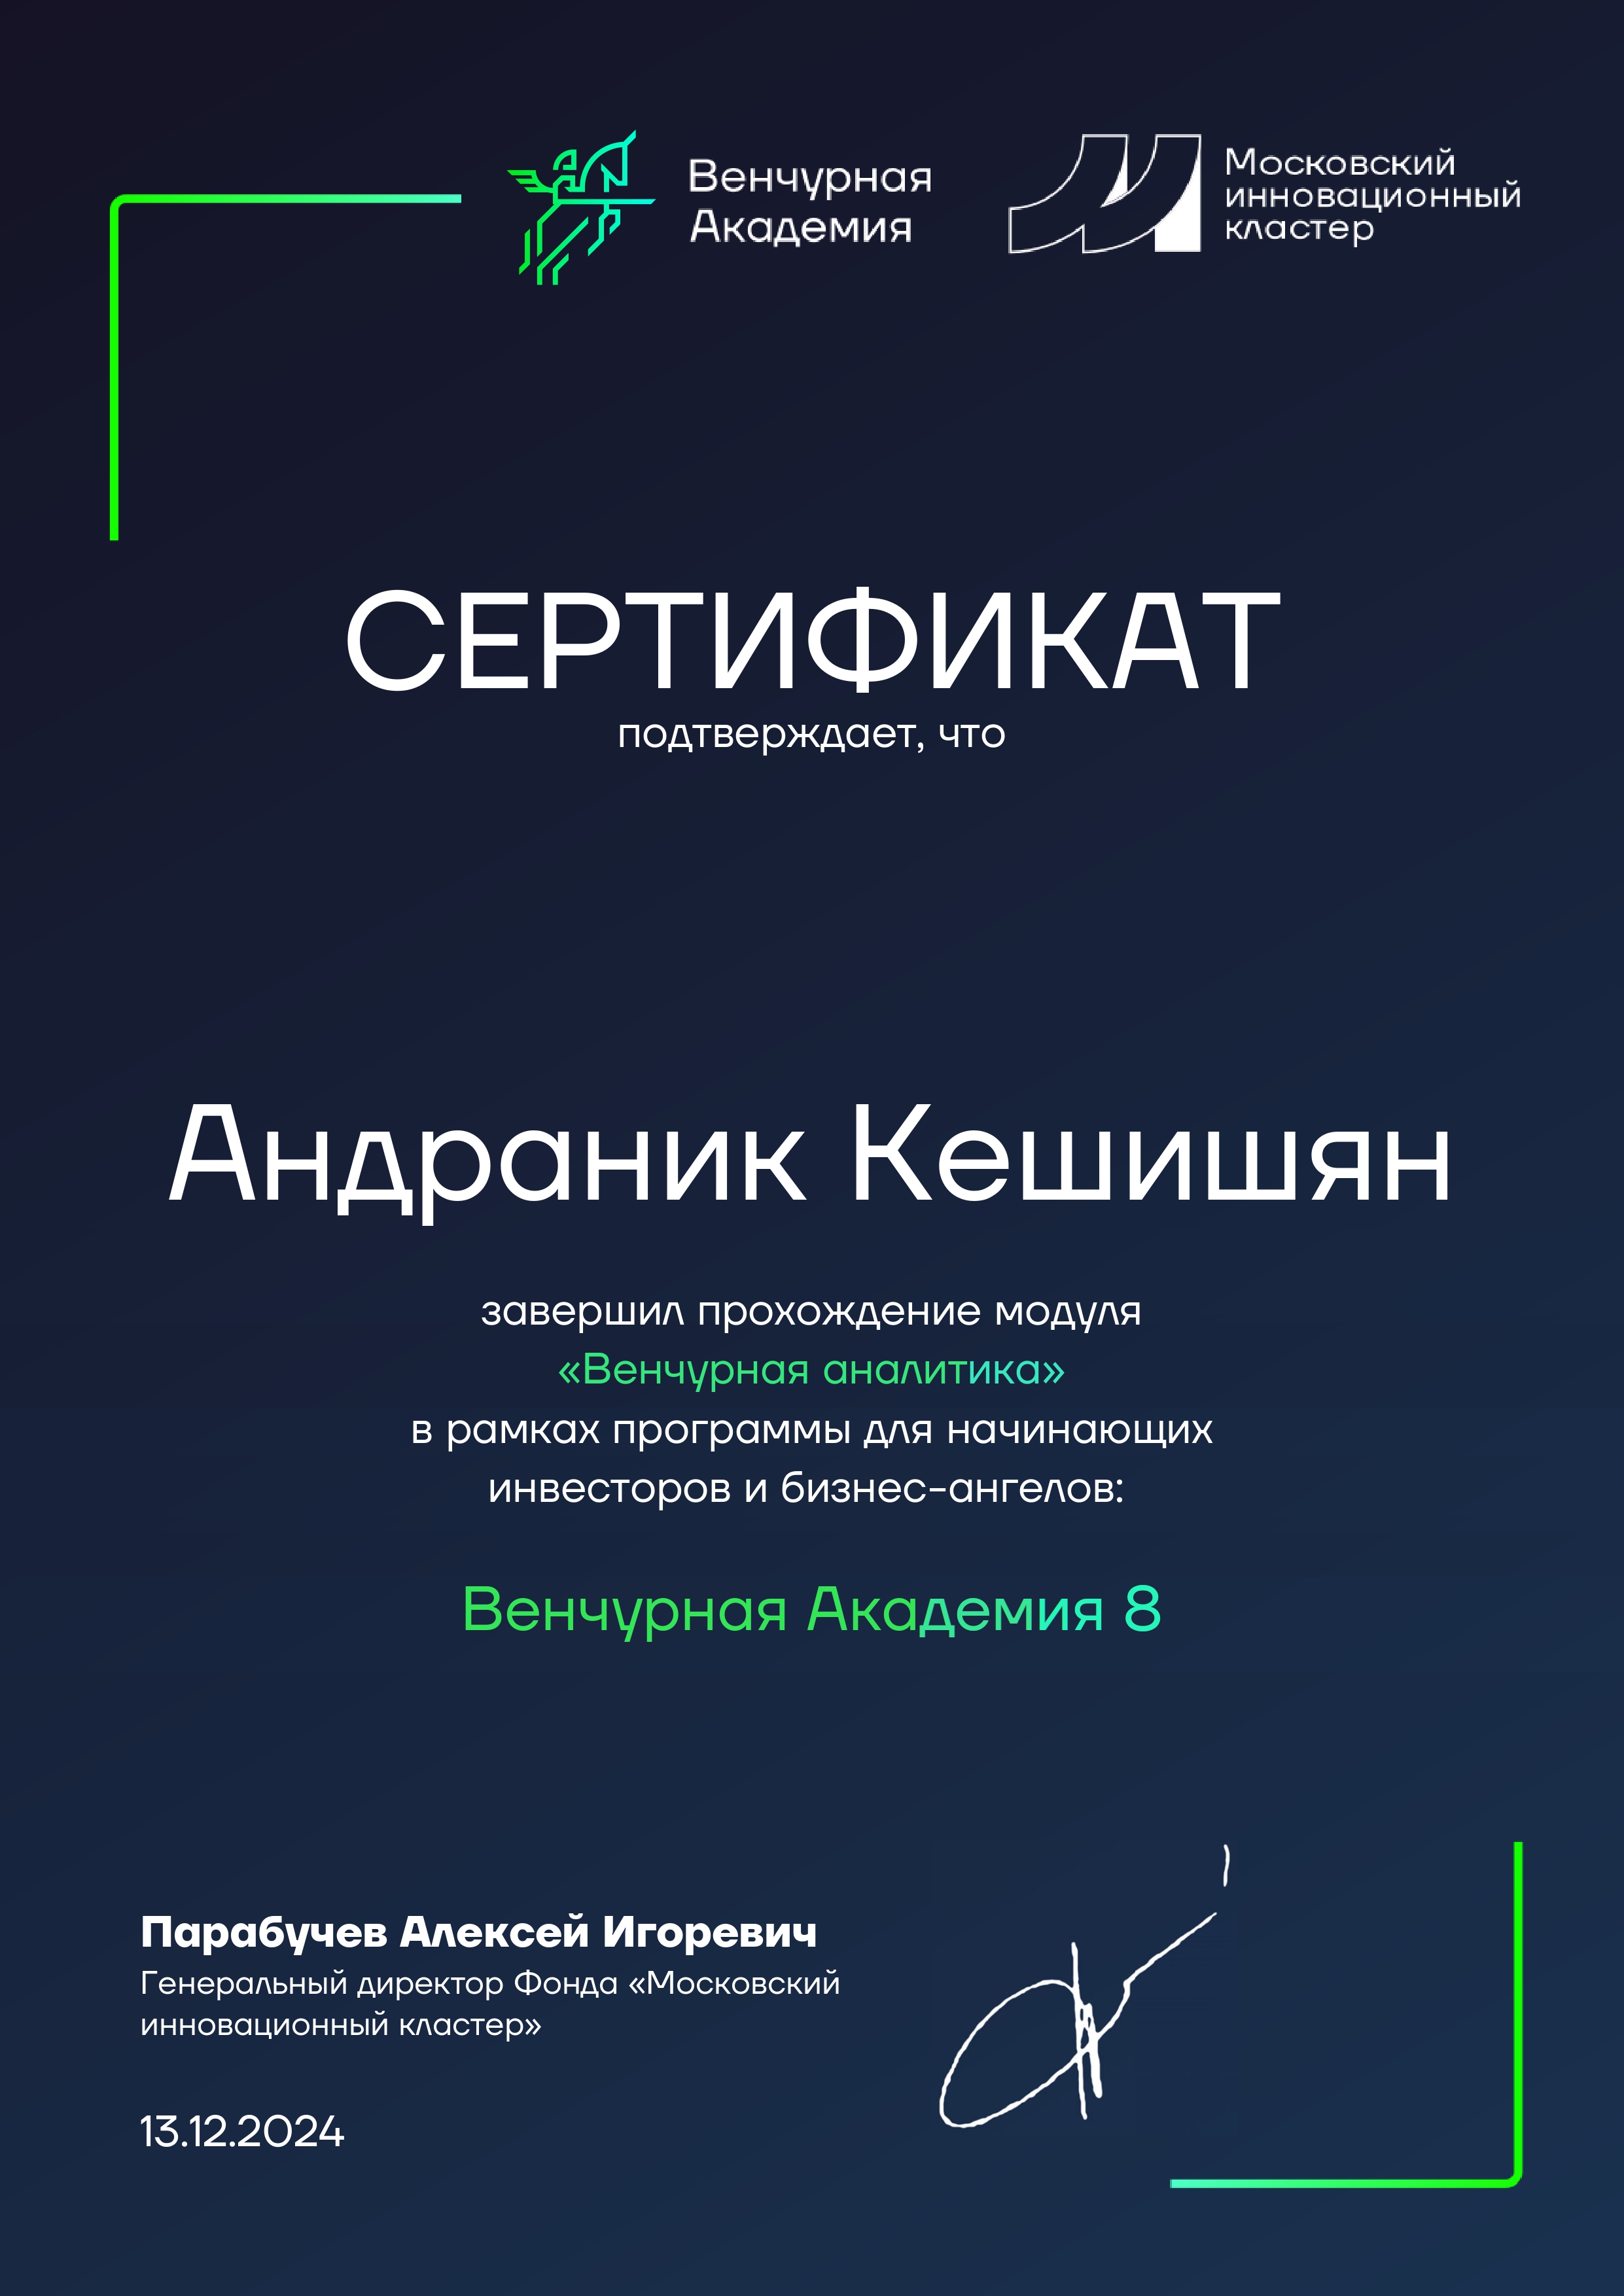 Венчурная
Академия
Московский
инновационный
кластер
СЕРТИФИКАТ
подтверждает, что
Андраник Кешишян
завершил прохождение модуля
«Венчурная аналитика»
в рамках программы для начинающих
инвесторов и бизнес-ангелов:
Венчурная Академия 8
Парабучев Алексей Игоревич
Генеральный директор Фонда «Московский
инновационный кластер»
13.12.2024